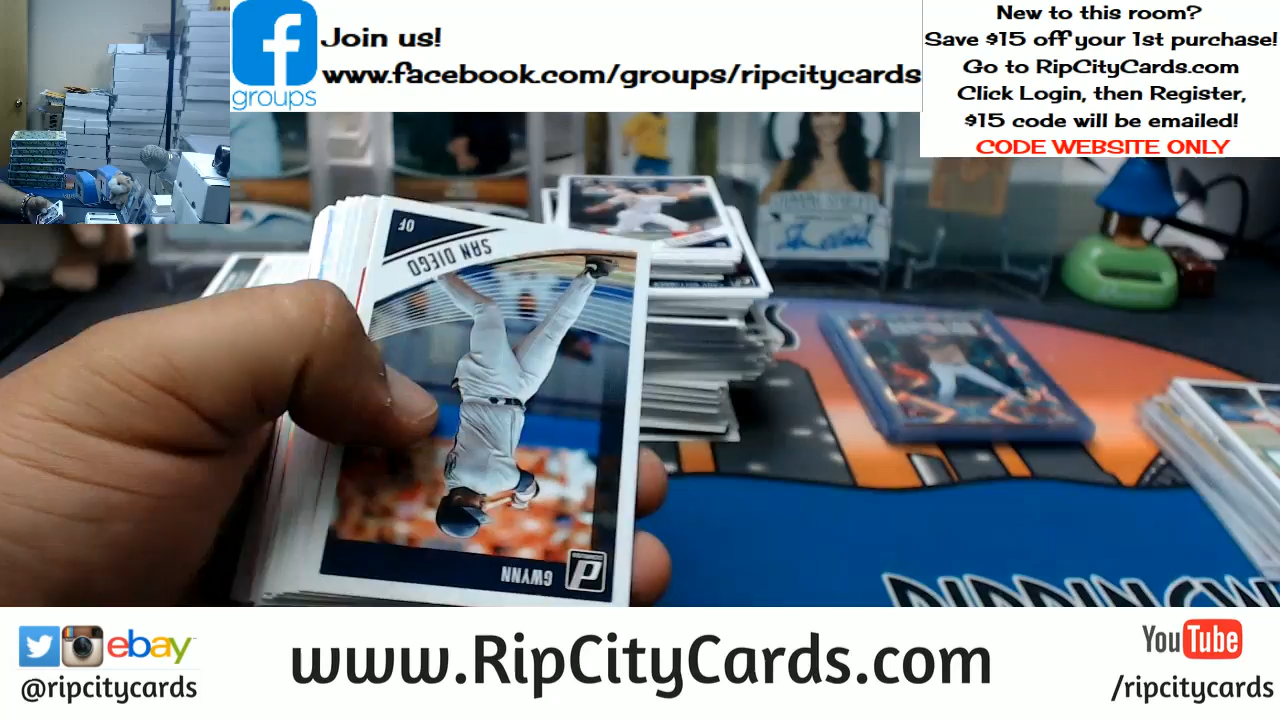 Join us!
www.facebook.com/groups/ripcitycards
groups
New to this room?
Save $15 off your 1st purchase!
Go to RipCityCards.com
Click Login, then Register,
$15 code will be emailed!
CODE WEBSITE ONLY
OF
SAN DIEGO
GWYNN
ebay
@ripcitycards
www.RipCityCards.com
YouTube
/ripcitycards